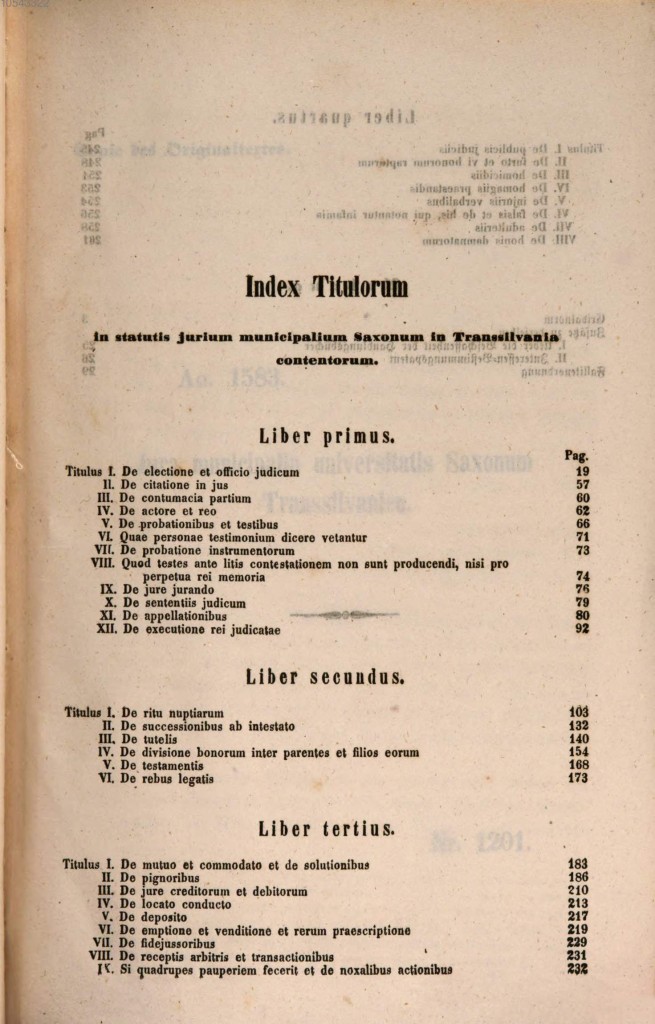 Index Titulorum
in statutis jurium municipalium Saxonum in Transsilvania
contentorum.
Liber primus.
Pag.
Titulus I. De electione et officio judicum 19
II. De citatione in jus 57
III. De contumacia partium 60
IV. De actore et reo 62
V. De probationibus et testibus 66
VI. Quae personae testimonium dicere vetantur 71
VII. De probatione instrumentorum 73
VIII. Quod testes ante litis contestationem non sunt producendi, nisi pro
perpetua rei memoria 74
IX. De jure jurando 76
X. De sententiis judicum 79
XI. De appellationibus 80
XII. De executione rei judicatae 92
Liber secundus.
Titulus I. De ritu nuptiarum 103
II. De successionibus ab intestato 132
III. De tutelis 140
IV. De divisione bonorum inter parentes et filios eorum 154
V. De testamentis 168
VI. De rebus legatis 173
Liber tertius.
Titulus I. De mutuo et commodato et de solutionibus 183
II. De pignoribus 186
III. De jure creditorum et debitorum 210
IV. De locato conducto 213
V. De deposito 217
VI. De emptione et venditione et rerum praescriptione 219
VII. De fidejussoribus 229
VIII. De receptis arbitris et transactionibus 231
IX. Si quadrupes pauperiem fecerit et de noxalibus actionibus 232